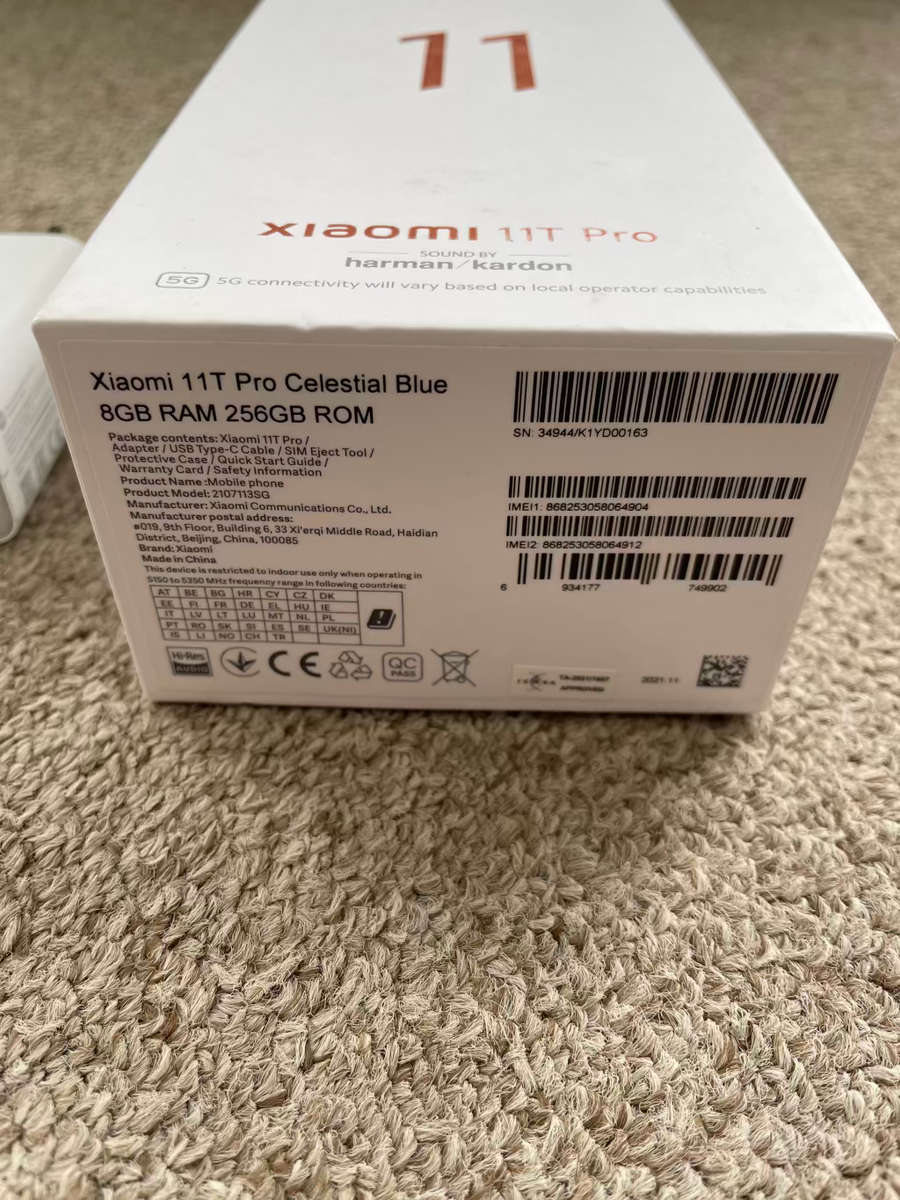 11
xiaomi 11T Pro
SOUND BY
harman/kardon
5G 5G connectivity will vary based on local operator capabilities
Xiaomi 11T Pro Celestial Blue
8GB RAM 256GB ROM
Package contents: Xiaomi 11T Pro /
Adapter / USB Type-C Cable / SIM Eject Tool /
Protective Case / Quick Start Guide /
Warranty Card / Safety Information
Product Name :Mobile phone
Product Model: 2107113SG
Manufacturer: Xiaomi Communications Co., Ltd.
Manufacturer postal address:
#019, 9th Floor, Building 6, 33 Xi'erqi Middle Road, Haidian
District, Beijing, China, 100085
Brand: Xiaomi
Made in China
This device is restricted to indoor use only when operating in
5150 to 5350 MHz frequency range in following countries:
AT BE BG HR CY CZ DK
EE FI FR DE EL HU IE
IT LV LT LU MT NL PL
PT RO SK SI ES SE UK(NI)
IS LI NO CH TR
Hi-Res
AUDIO
CE
QC
PASS
SN: 34944/K1YD00163
IMEI1: 868253058064904
IMEI2: 868253058064912
6 934177 749902
APPROVED
2021.11